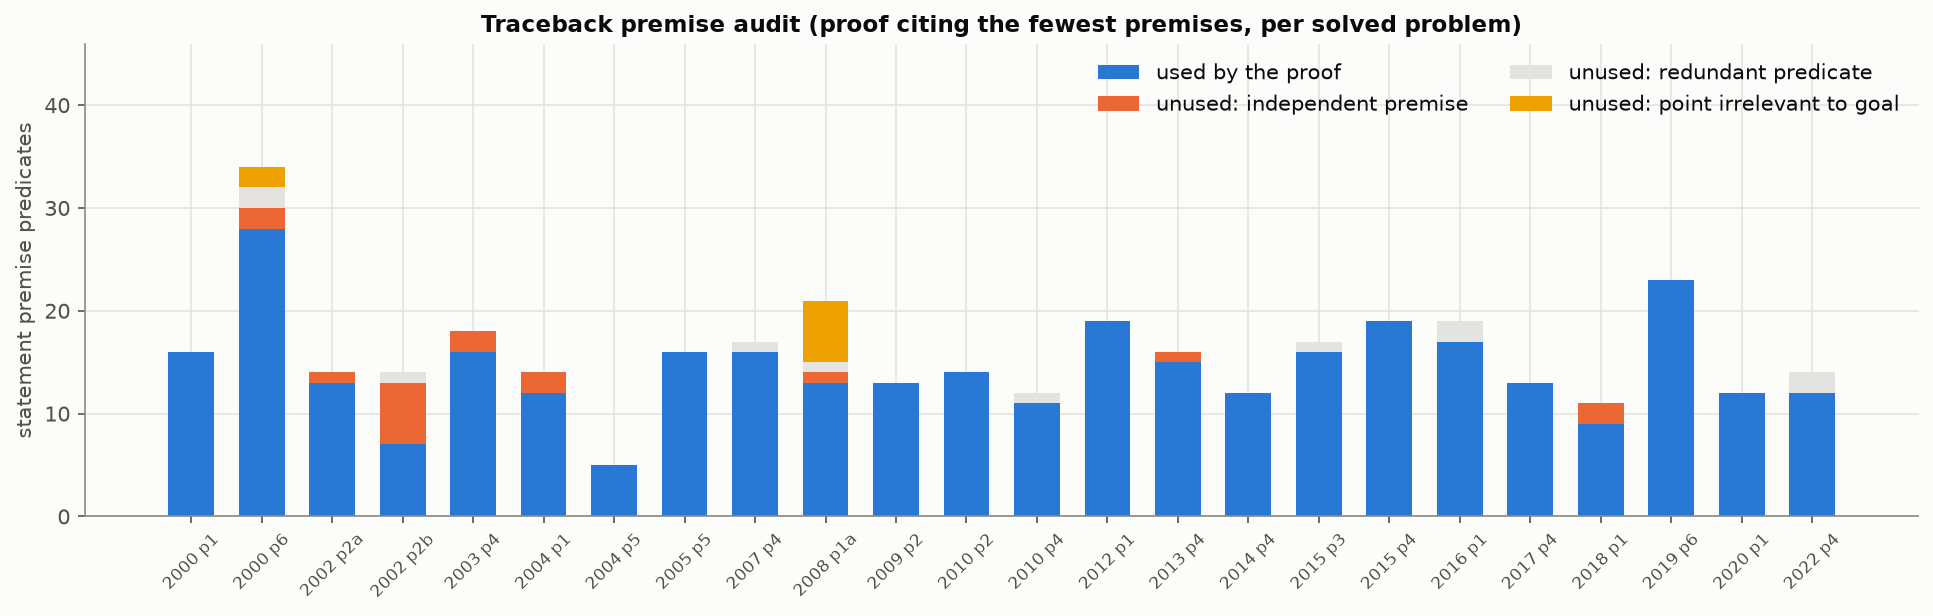 Traceback premise audit (proof citing the fewest premises, per solved problem)
used by the proof
unused: independent premise
unused: redundant predicate
unused: point irrelevant to goal
statement premise predicates
40
30
20
10
0
2000 p1
2000 p6
2002 p2a
2002 p2b
2003 p4
2004 p1
2004 p5
2005 p5
2007 p4
2008 p1a
2009 p2
2010 p2
2010 p4
2012 p1
2013 p4
2014 p4
2015 p3
2015 p4
2016 p1
2017 p4
2018 p1
2019 p6
2020 p1
2022 p4